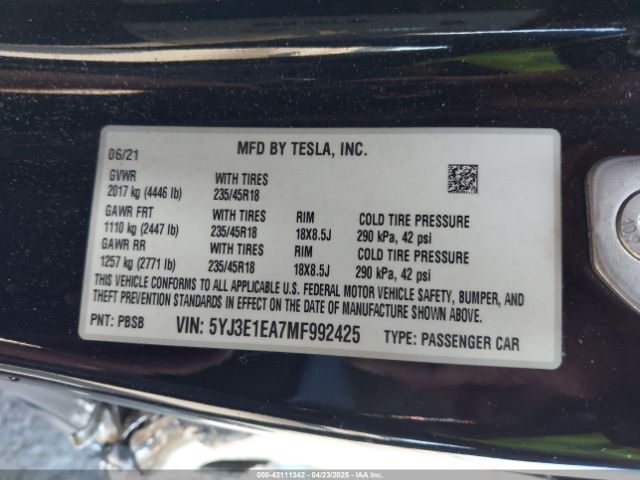 06/21 MFD BY TESLA, INC.
GVWR WITH TIRES
2017 kg (4446 lb) 235/45R18
GAWR FRT WITH TIRES RIM COLD TIRE PRESSURE
1110 kg (2447 lb) 235/45R18 18X8.5J 290 kPa, 42 psi
GAWR RR WITH TIRES RIM COLD TIRE PRESSURE
1257 kg (2771 lb) 235/45R18 18X8.5J 290 kPa, 42 psi
THIS VEHICLE CONFORMS TO ALL APPLICABLE U.S. FEDERAL MOTOR VEHICLE SAFETY, BUMPER, AND
THEFT PREVENTION STANDARDS IN EFFECT ON THE DATE OF MANUFACTURE SHOWN ABOVE.
PNT: PBSB VIN: 5YJ3E1EA7MF992425 TYPE: PASSENGER CAR
000-42111342 - 04/23/2025 - IAAI.COM